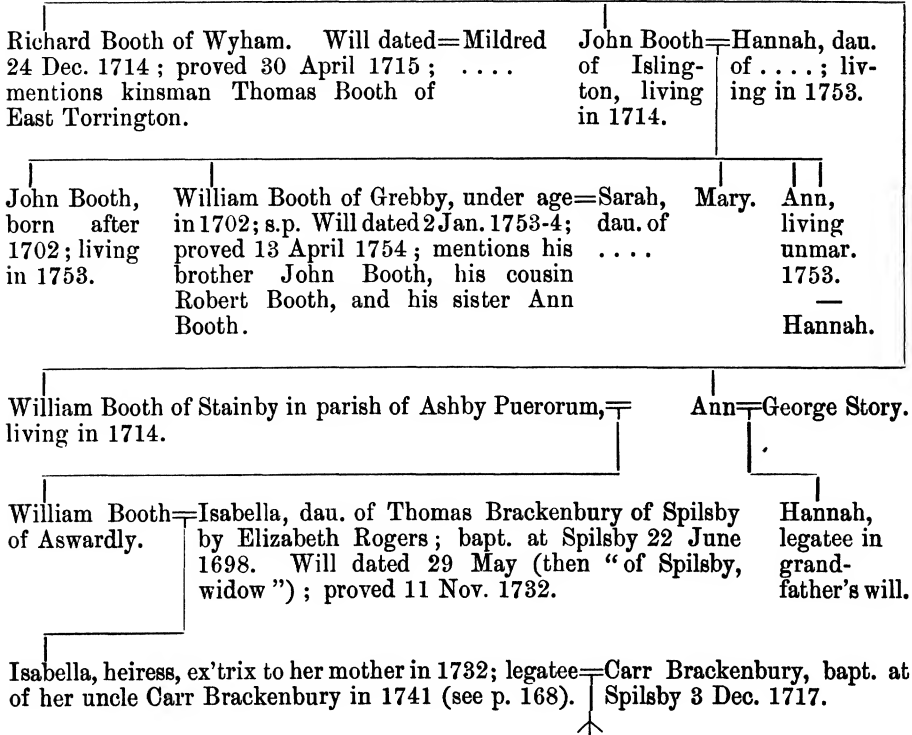 Richard Booth of Wyham. Will dated=Mildred
24 Dec. 1714 ; proved 30 April 1715 ; . . . .
mentions kinsman Thomas Booth of
East Torrington.
John Booth=Hannah, dau.
of Isling- of . . . . ; liv-
ton, living ing in 1753.
in 1714.
John Booth,
born after
1702 ; living
in 1753.
William Booth of Grebby, under age=Sarah,
in 1702; s.p. Will dated 2 Jan. 1753-4; dau. of
proved 13 April 1754 ; mentions his . . . .
brother John Booth, his cousin
Robert Booth, and his sister Ann
Booth.
Mary.
Ann,
living
unmar.
1753.
—
Hannah.
William Booth of Stainby in parish of Ashby Puerorum,=
living in 1714.
Ann=George Story.
William Booth=Isabella, dau. of Thomas Brackenbury of Spilsby
of Aswardly. by Elizabeth Rogers ; bapt. at Spilsby 22 June
1698. Will dated 29 May (then “of Spilsby,
widow”) ; proved 11 Nov. 1732.
Hannah,
legatee in
grand-
father's will.
Isabella, heiress, ex'trix to her mother in 1732; legatee=Carr Brackenbury, bapt. at
of her uncle Carr Brackenbury in 1741 (see p. 168). Spilsby 3 Dec. 1717.